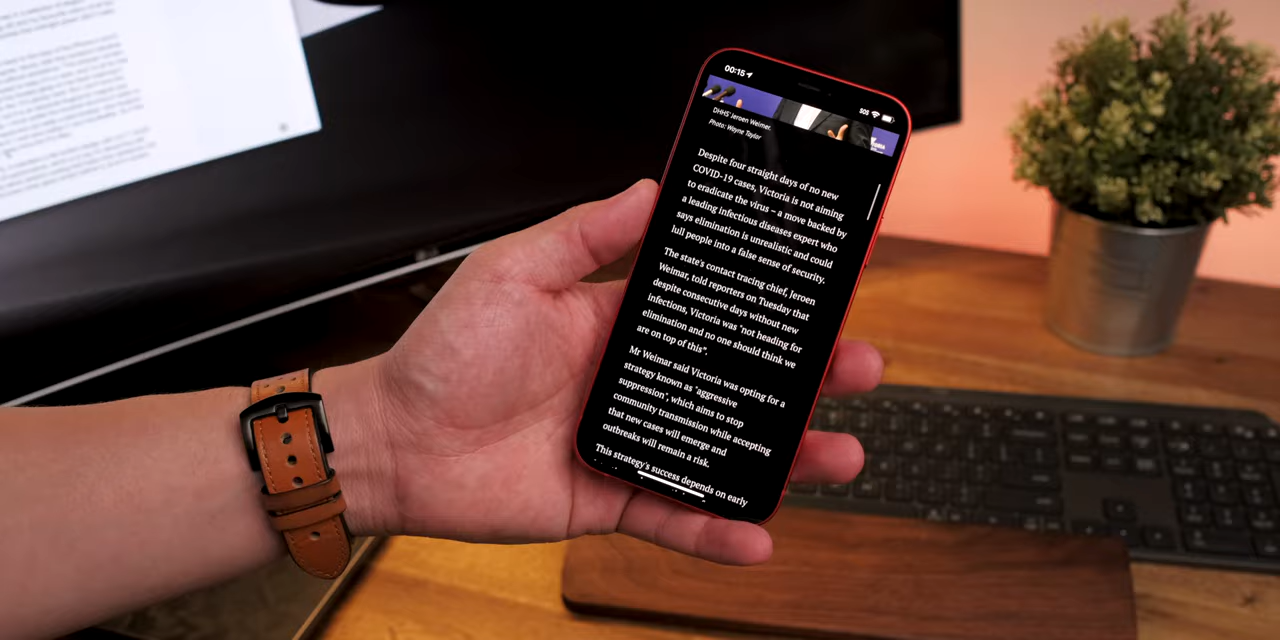 00:15
SOS
DHHS' Jeroen Weimer.
Photo: Wayne Taylor
Despite four straight days of no new
COVID-19 cases, Victoria is not aiming
to eradicate the virus – a move backed by
a leading infectious diseases expert who
says elimination is unrealistic and could
lull people into a false sense of security.
The state's contact tracing chief, Jeroen
Weimar, told reporters on Tuesday that
despite consecutive days without new
infections, Victoria was "not heading for
elimination and no one should think we
are on top of this".
Mr Weimar said Victoria was opting for a
strategy known as "aggressive
suppression", which aims to stop
community transmission while accepting
that new cases will emerge and
outbreaks will remain a risk.
This strategy's success depends on early